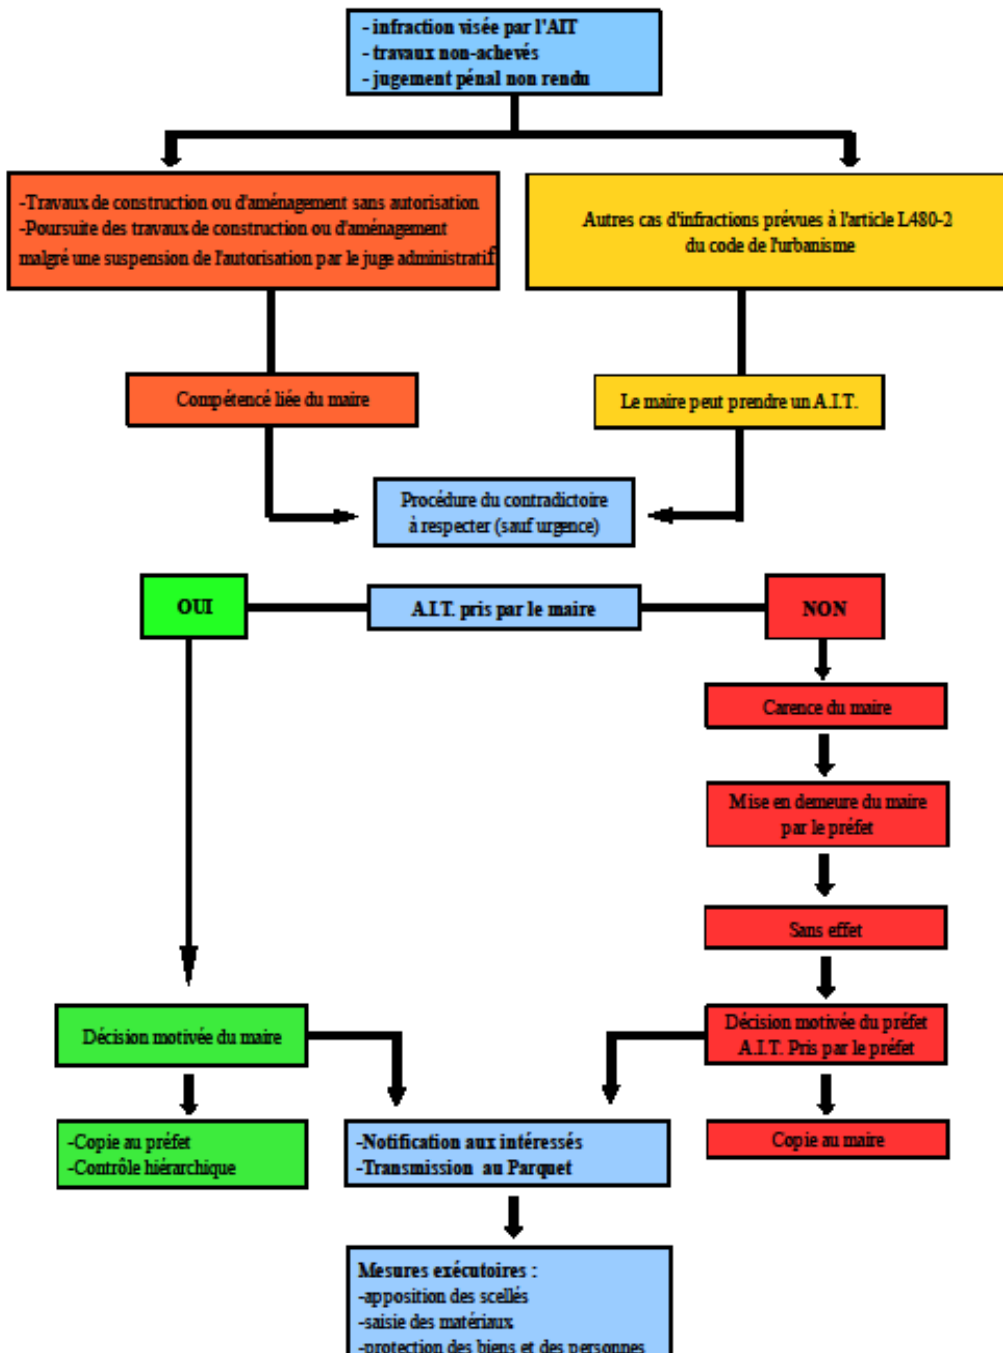 - infraction visée par l'AIT
- travaux non-achevés
- jugement pénal non rendu
-Travaux de construction ou d'aménagement sans autorisation
-Poursuite des travaux de construction ou d'aménagement
malgré une suspension de l'autorisation par le juge administratif
Autres cas d'infractions prévues à l'article L480-2
du code de l'urbanisme
Compétencé liée du maire
Le maire peut prendre un A.I.T.
Procédure du contradictoire
à respecter (sauf urgence)
OUI
A.I.T. pris par le maire
NON
Carence du maire
Mise en demeure du maire
par le préfet
Sans effet
Décision motivée du maire
Décision motivée du préfet
A.I.T. Pris par le préfet
-Copie au préfet
-Contrôle hiérarchique
-Notification aux intéressés
-Transmission au Parquet
Copie au maire
Mesures exécutoires :
-apposition des scellés
-saisie des matériaux
-protection des biens et des personnes